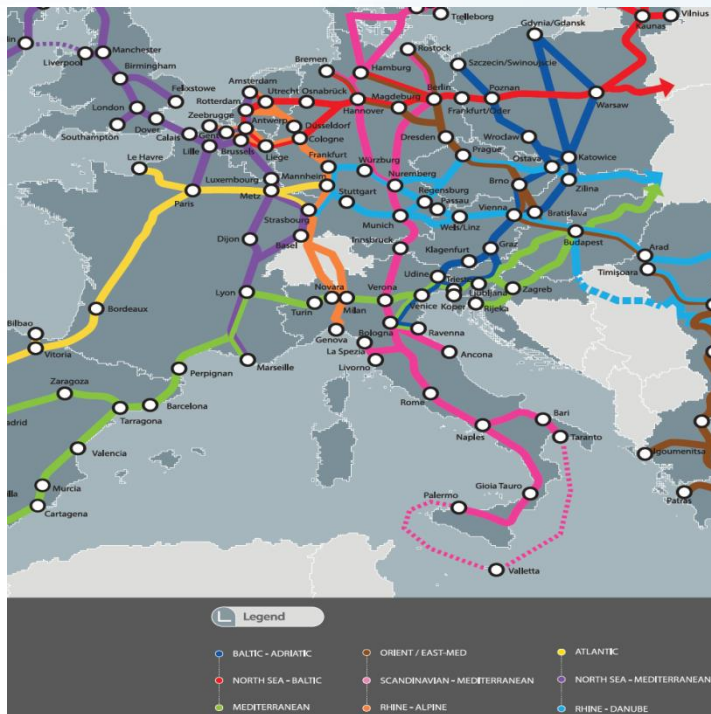 Trelleborg
Gdynia/Gdansk
Kaunas
Vilnius
Manchester
Liverpool
Birmingham
Bremen
Rostock
Hamburg
Szczecin/Swinoujscie
Felixstowe
Amsterdam
Utrecht
Osnabrück
Magdeburg
Berlin
Poznan
London
Rotterdam
Hannover
Frankfurt/Oder
Warsaw
Zeebrugge
Southampton
Dover
Calais
Gent
Antwerp
Düsseldorf
Dresden
Wrocław
Cologne
Lille
Brussels
Liège
Prague
Ostava
Katowice
Le Havre
Frankfurt
Würzburg
Luxembourg
Mannheim
Nuremberg
Regensburg
Brno
Zilina
Paris
Metz
Stuttgart
Passau
Vienna
Strasbourg
Munich
Wels/Linz
Bratislava
Dijon
Basel
Innsbruck
Klagenfurt
Graz
Budapest
Arad
Udine
Trieste
Timişoara
Lyon
Novara
Verona
Ljubljana
Zagreb
Turin
Milan
Venice
Koper
Rijeka
Bordeaux
Genova
Bologna
Ravenna
Bilbao
La Spezia
Ancona
Vitoria
Marseille
Livorno
Perpignan
Zaragoza
Rome
Barcelona
adrid
Tarragona
Bari
Naples
Taranto
Valencia
Igoumenitsa
Murcia
Gioia Tauro
illa
Palermo
Patras
Cartagena
Valletta
Legend
BALTIC – ADRIATIC
ORIENT / EAST-MED
ATLANTIC
NORTH SEA – BALTIC
SCANDINAVIAN – MEDITERRANEAN
NORTH SEA – MEDITERRANEAN
MEDITERRANEAN
RHINE – ALPINE
RHINE – DANUBE